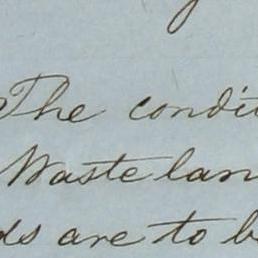 The condit
Waste lan
ds are to b